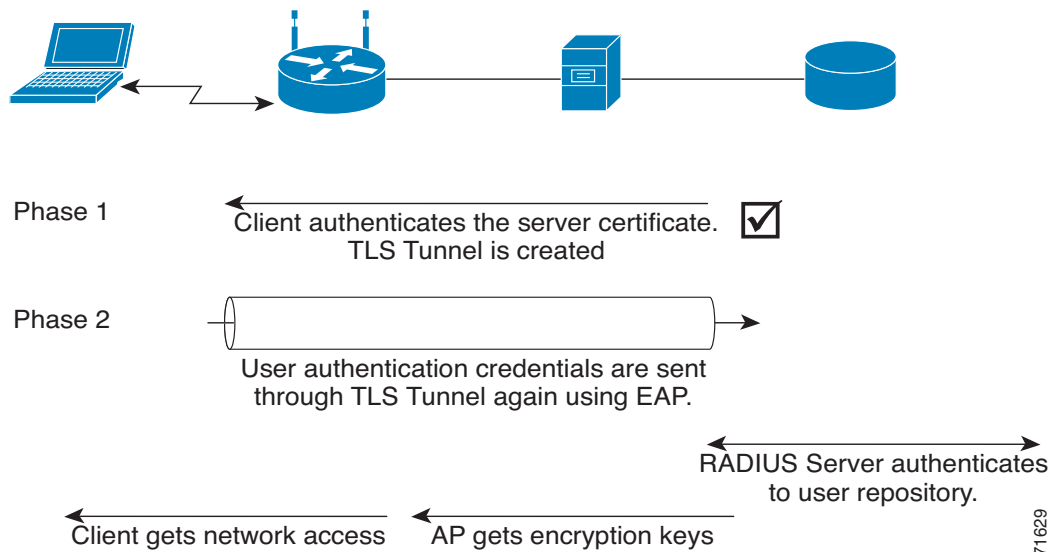 Phase 1
Client authenticates the server certificate.
TLS Tunnel is created
Phase 2
User authentication credentials are sent
through TLS Tunnel again using EAP.
RADIUS Server authenticates
to user repository.
Client gets network access
AP gets encryption keys
71629